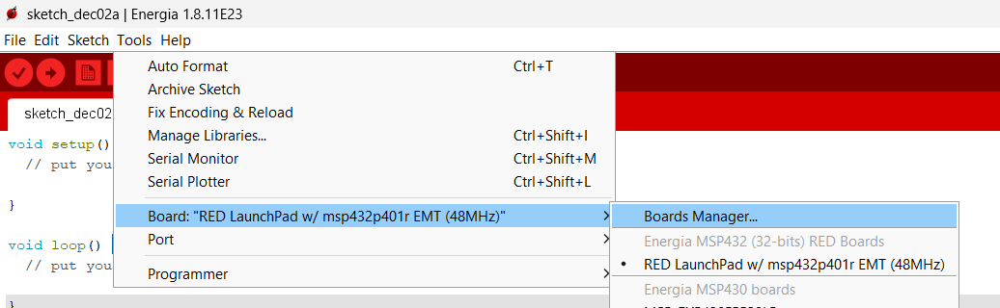 sketch_dec02a | Energia 1.8.11E23
File Edit Sketch Tools Help
Auto Format Ctrl+T
Archive Sketch
Fix Encoding & Reload
Manage Libraries... Ctrl+Shift+I
Serial Monitor Ctrl+Shift+M
Serial Plotter Ctrl+Shift+L
Board: "RED LaunchPad w/ msp432p401r EMT (48MHz)"
Port
Programmer
Boards Manager...
Energia MSP432 (32-bits) RED Boards
• RED LaunchPad w/ msp432p401r EMT (48MHz)
Energia MSP430 boards
sketch_dec02
void setup()
// put you
}
void loop()
// put you
}